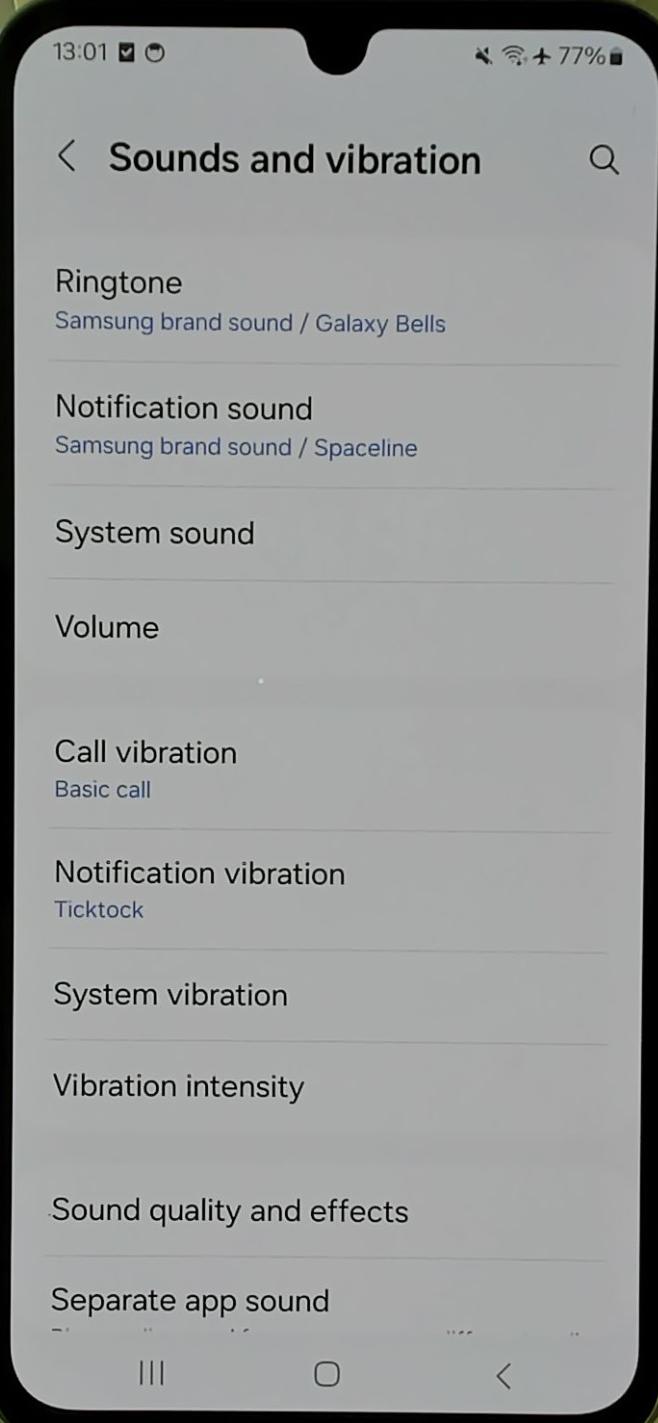 13:01
77%
Sounds and vibration
Ringtone
Samsung brand sound / Galaxy Bells
Notification sound
Samsung brand sound / Spaceline
System sound
Volume
Call vibration
Basic call
Notification vibration
Ticktock
System vibration
Vibration intensity
Sound quality and effects
Separate app sound